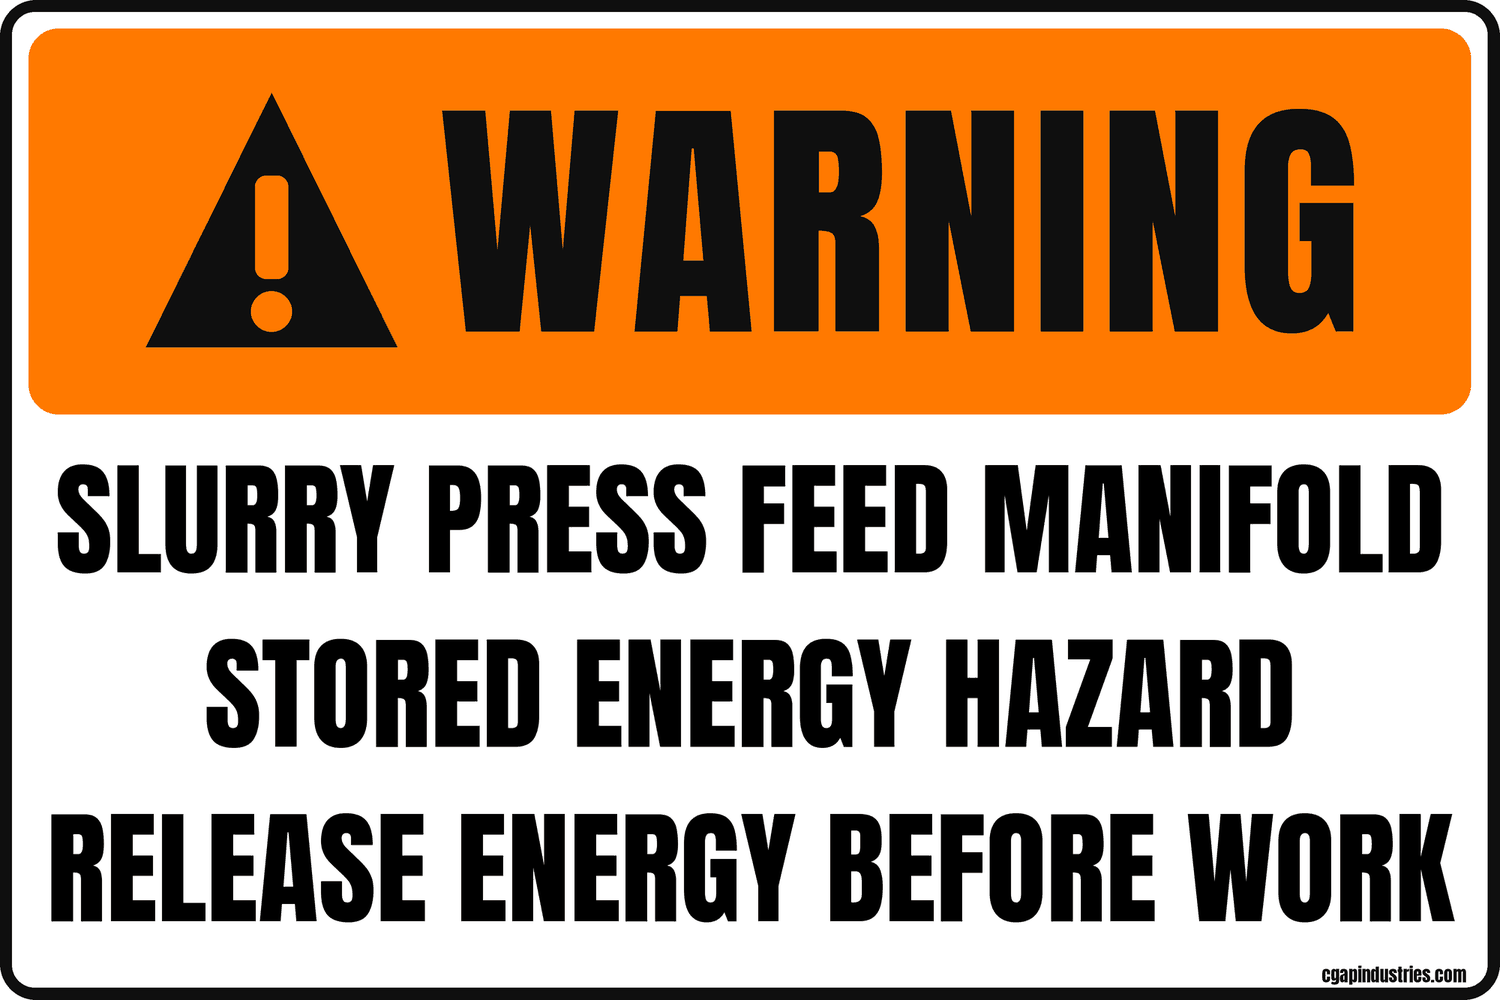 WARNING
SLURRY PRESS FEED MANIFOLD
STORED ENERGY HAZARD
RELEASE ENERGY BEFORE WORK
cgapindustries.com